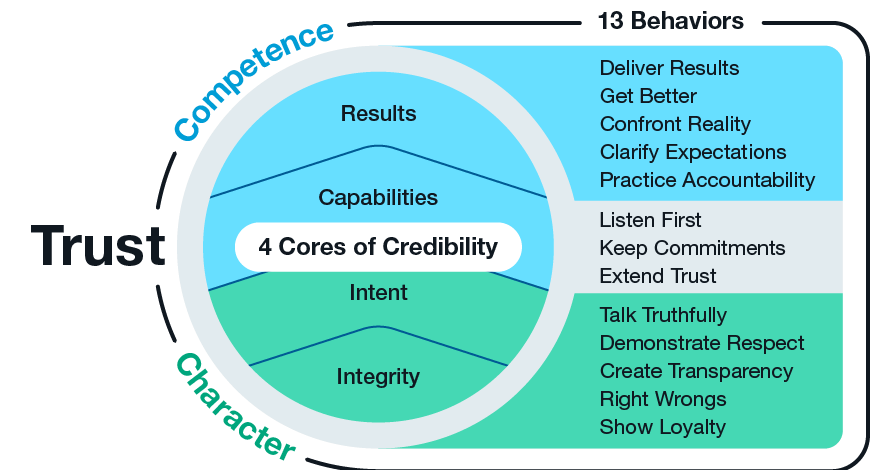 13 Behaviors
Competence
Trust
Character
Results
Capabilities
4 Cores of Credibility
Intent
Integrity
Deliver Results
Get Better
Confront Reality
Clarify Expectations
Practice Accountability
Listen First
Keep Commitments
Extend Trust
Talk Truthfully
Demonstrate Respect
Create Transparency
Right Wrongs
Show Loyalty